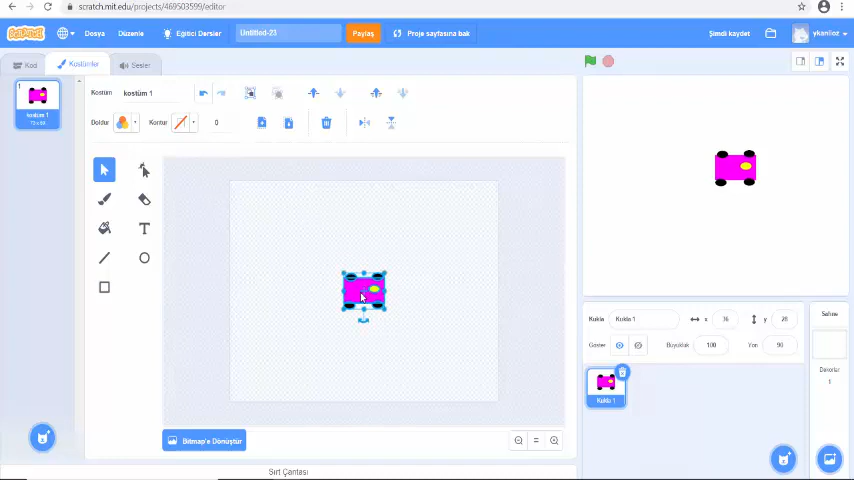 scratch.mit.edu/projects/469503599/editor
SCRATCH
Dosya
Düzenle
Eğitici Dersler
Untitled-23
Paylaş
Proje sayfasına bak
Şimdi kaydet
ykaniloz
Kod
Kostümler
Sesler
1
kostüm 1
Kostüm
kostüm 1
Doldur
Kontur
0
T
Bitmap'e Dönüştür
Sırt Çantası
Kukla
Kukla 1
x
36
y
28
Göster
Büyüklük
100
Yön
90
Kukla 1
Sahne
Dekorlar
1